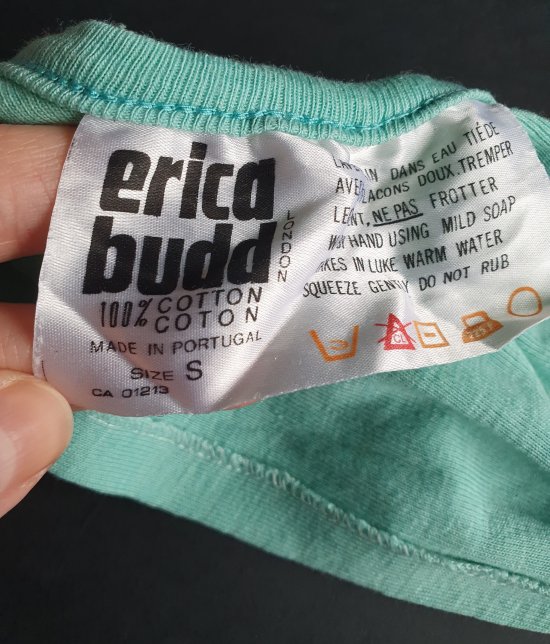 erica
budd
LONDON
100% COTTON
COTON
MADE IN PORTUGAL
SIZE S
CA 01213
DANS EAU TIÈDE
DOUX.TREMPER
NE PAS FROTTER
HAND USING MILD SOAP
IN LUKE WARM WATER
SQUEEZE GENTLY DO NOT RUB
CL